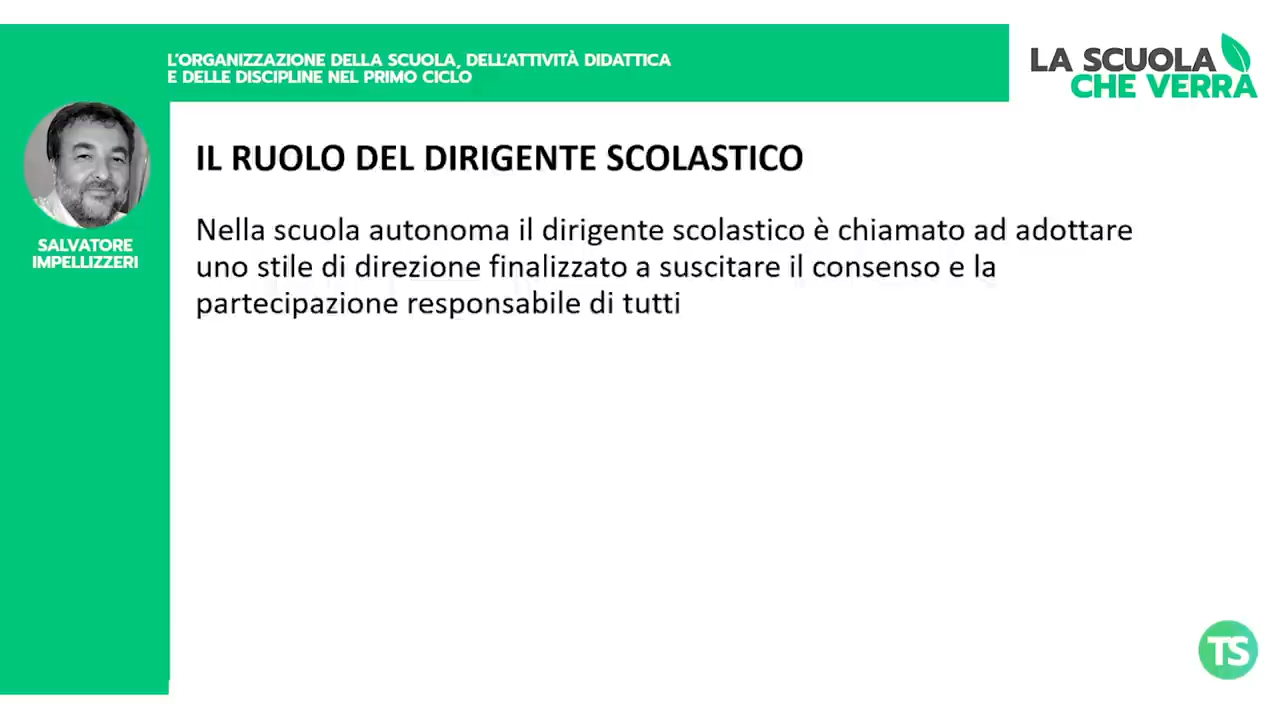 L'ORGANIZZAZIONE DELLA SCUOLA, DELL'ATTIVITÀ DIDATTICA
E DELLE DISCIPLINE NEL PRIMO CICLO
LA SCUOLA
CHE VERRÀ
SALVATORE
IMPELLIZZERI
IL RUOLO DEL DIRIGENTE SCOLASTICO
Nella scuola autonoma il dirigente scolastico è chiamato ad adottare
uno stile di direzione finalizzato a suscitare il consenso e la
partecipazione responsabile di tutti
TS